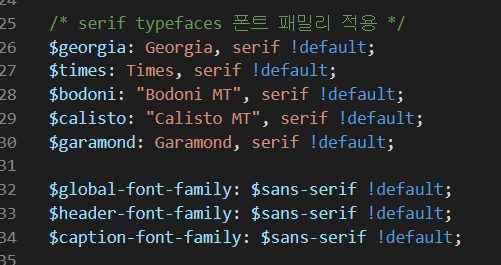 25 /* serif typefaces 폰트 패밀리 적용 */
26 $georgia: Georgia, serif !default;
27 $times: Times, serif !default;
28 $bodoni: "Bodoni MT", serif !default;
29 $calisto: "Calisto MT", serif !default;
30 $garamond: Garamond, serif !default;
31
32 $global-font-family: $sans-serif !default;
33 $header-font-family: $sans-serif !default;
34 $caption-font-family: $sans-serif !default;
35